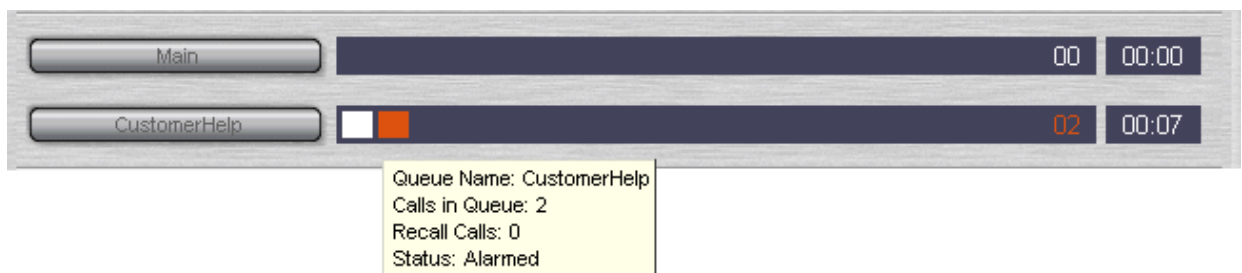 Main 00 00:00
CustomerHelp 02 00:07
Queue Name: CustomerHelp
Calls in Queue: 2
Recall Calls: 0
Status: Alarmed